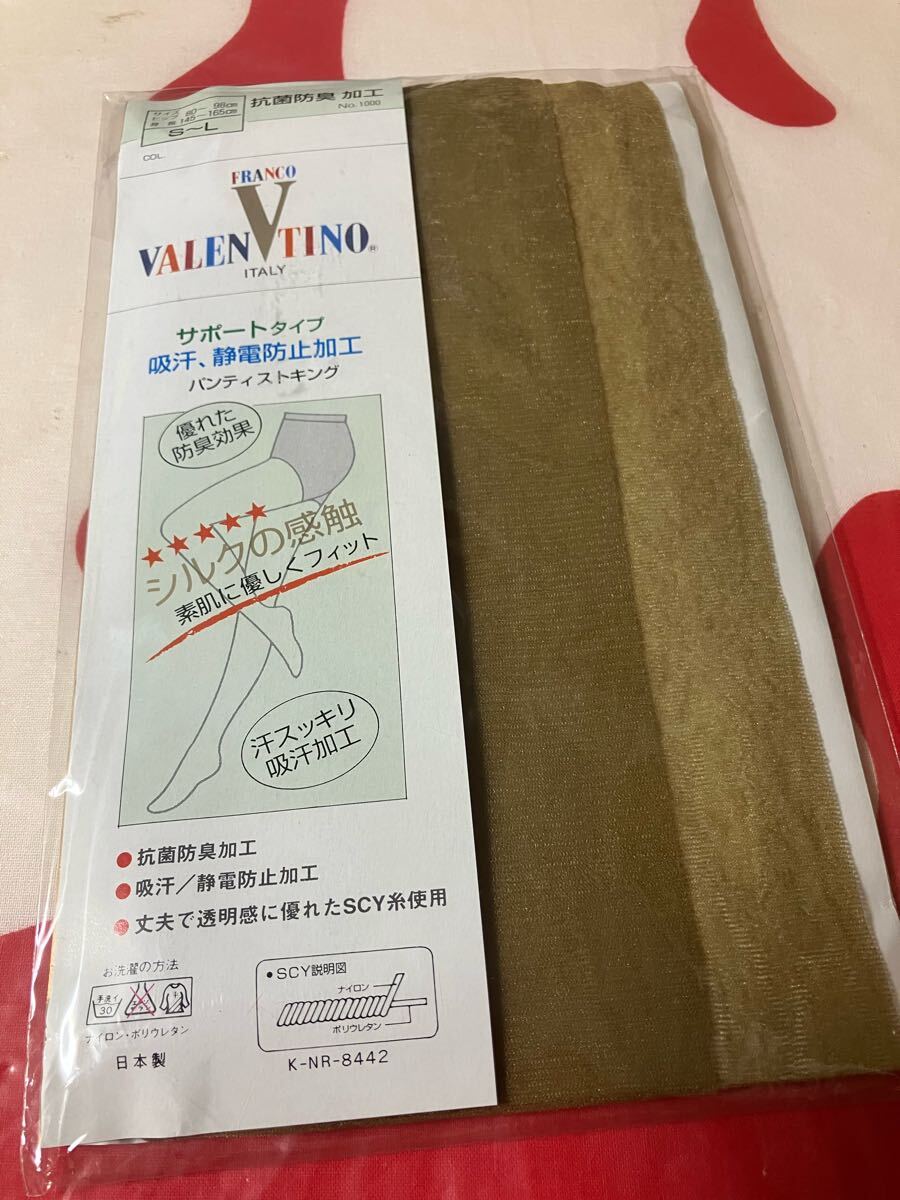 サイズ
ヒップ 80〜98cm
身長 145〜165cm
S〜L
抗菌防臭 加工
No.1000
COL.
FRANCO
V
VALENTINO®
ITALY
サポートタイプ
吸汗、静電防止加工
パンティストキング
優れた
防臭効果
★★★★★
シルクの感触
素肌に優しくフィット
汗スッキリ
吸汗加工
●抗菌防臭加工
●吸汗/静電防止加工
●丈夫で透明感に優れたSCY糸使用
お洗濯の方法
手洗イ
30
ナイロン・ポリウレタン
日本製
●SCY説明図
ナイロン
ポリウレタン
K-NR-8442